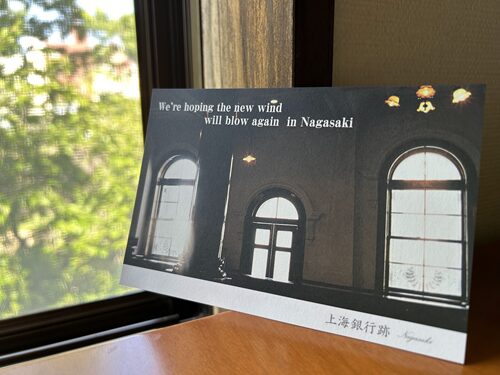 We're hoping the new wind
will blow again in Nagasaki
上海銀行跡 Nagasaki